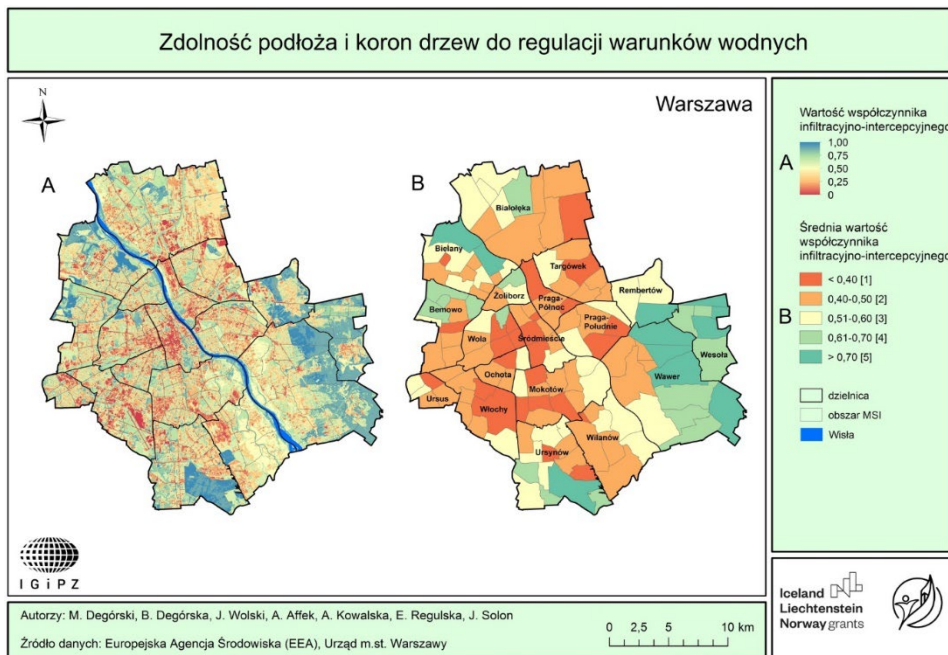 Zdolność podłoża i koron drzew do regulacji warunków wodnych
N
Warszawa
A
B
Białołęka
Bielany
Targówek
Rembertów
Żoliborz
Praga-
Północ
Bemowo
Praga-
Południe
Wola
Śródmieście
Wesoła
Wawer
Ochota
Ursus
Mokotów
Włochy
Wilanów
Ursynów
IGiPZ
Wartość współczynnika
infiltracyjno-intercepcyjnego
A
1,00
0,75
0,50
0,25
0
Średnia wartość
współczynnika
infiltracyjno-intercepcyjnego
B
< 0,40 [1]
0,40-0,50 [2]
0,51-0,60 [3]
0,61-0,70 [4]
> 0,70 [5]
dzielnica
obszar MSI
Wisła
Autorzy: M. Degórski, B. Degórska, J. Wolski, A. Affek, A. Kowalska, E. Regulska, J. Solon
Źródło danych: Europejska Agencja Środowiska (EEA), Urząd m.st. Warszawy
0 2,5 5 10 km
Iceland
Liechtenstein
Norway grants